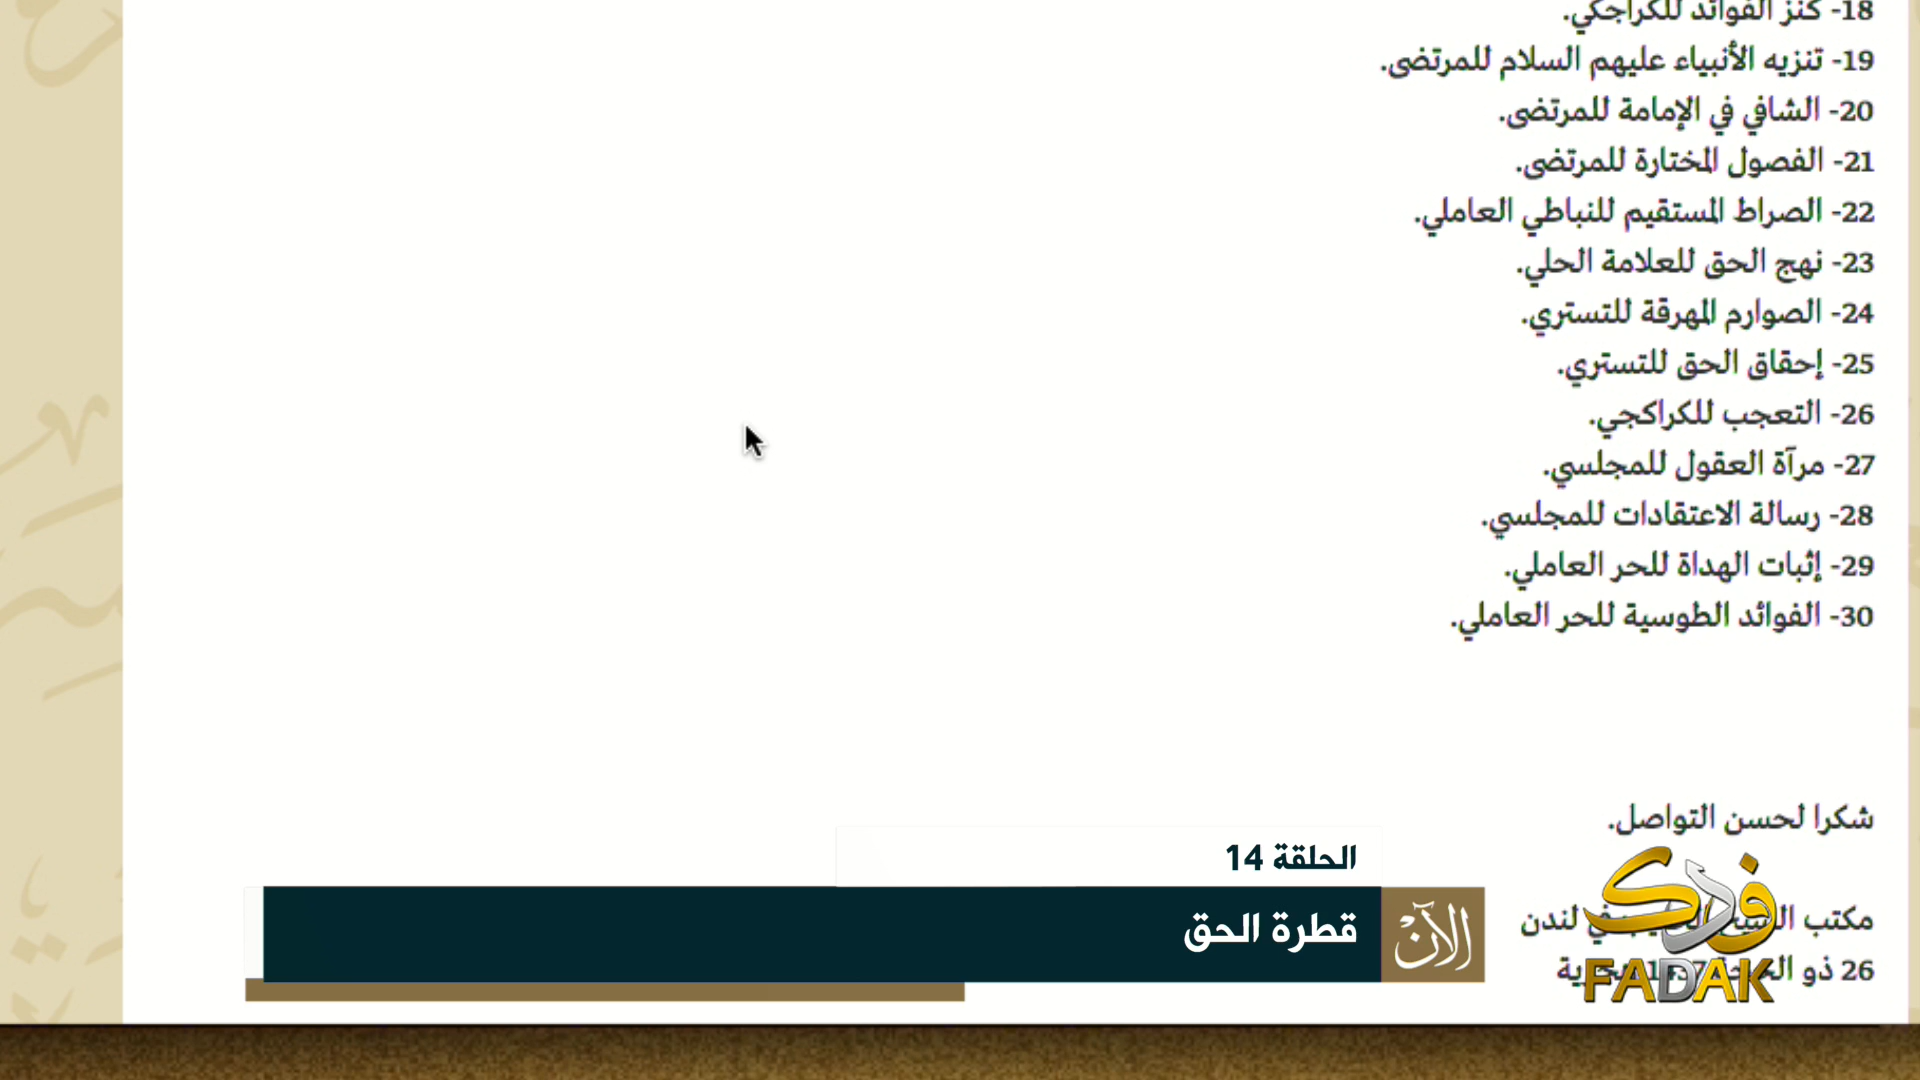 18- كنز الفوائد للكراجكي.
19- تنزيه الأنبياء عليهم السلام للمرتضى.
20- الشافي في الإمامة للمرتضى.
21- الفصول المختارة للمرتضى.
22- الصراط المستقيم للنباطي العاملي.
23- نهج الحق للعلامة الحلي.
24- الصوارم المهرقة للتستري.
25- إحقاق الحق للتستري.
26- التعجب للكراكجي.
27- مرآة العقول للمجلسي.
28- رسالة الاعتقادات للمجلسي.
29- إثبات الهداة للحر العاملي.
30- الفوائد الطوسية للحر العاملي.
شكرا لحسن التواصل.
مكتب الشيخ في لندن
26 ذو
الحلقة 14
الآن
قطرة الحق
فدك
FADAK